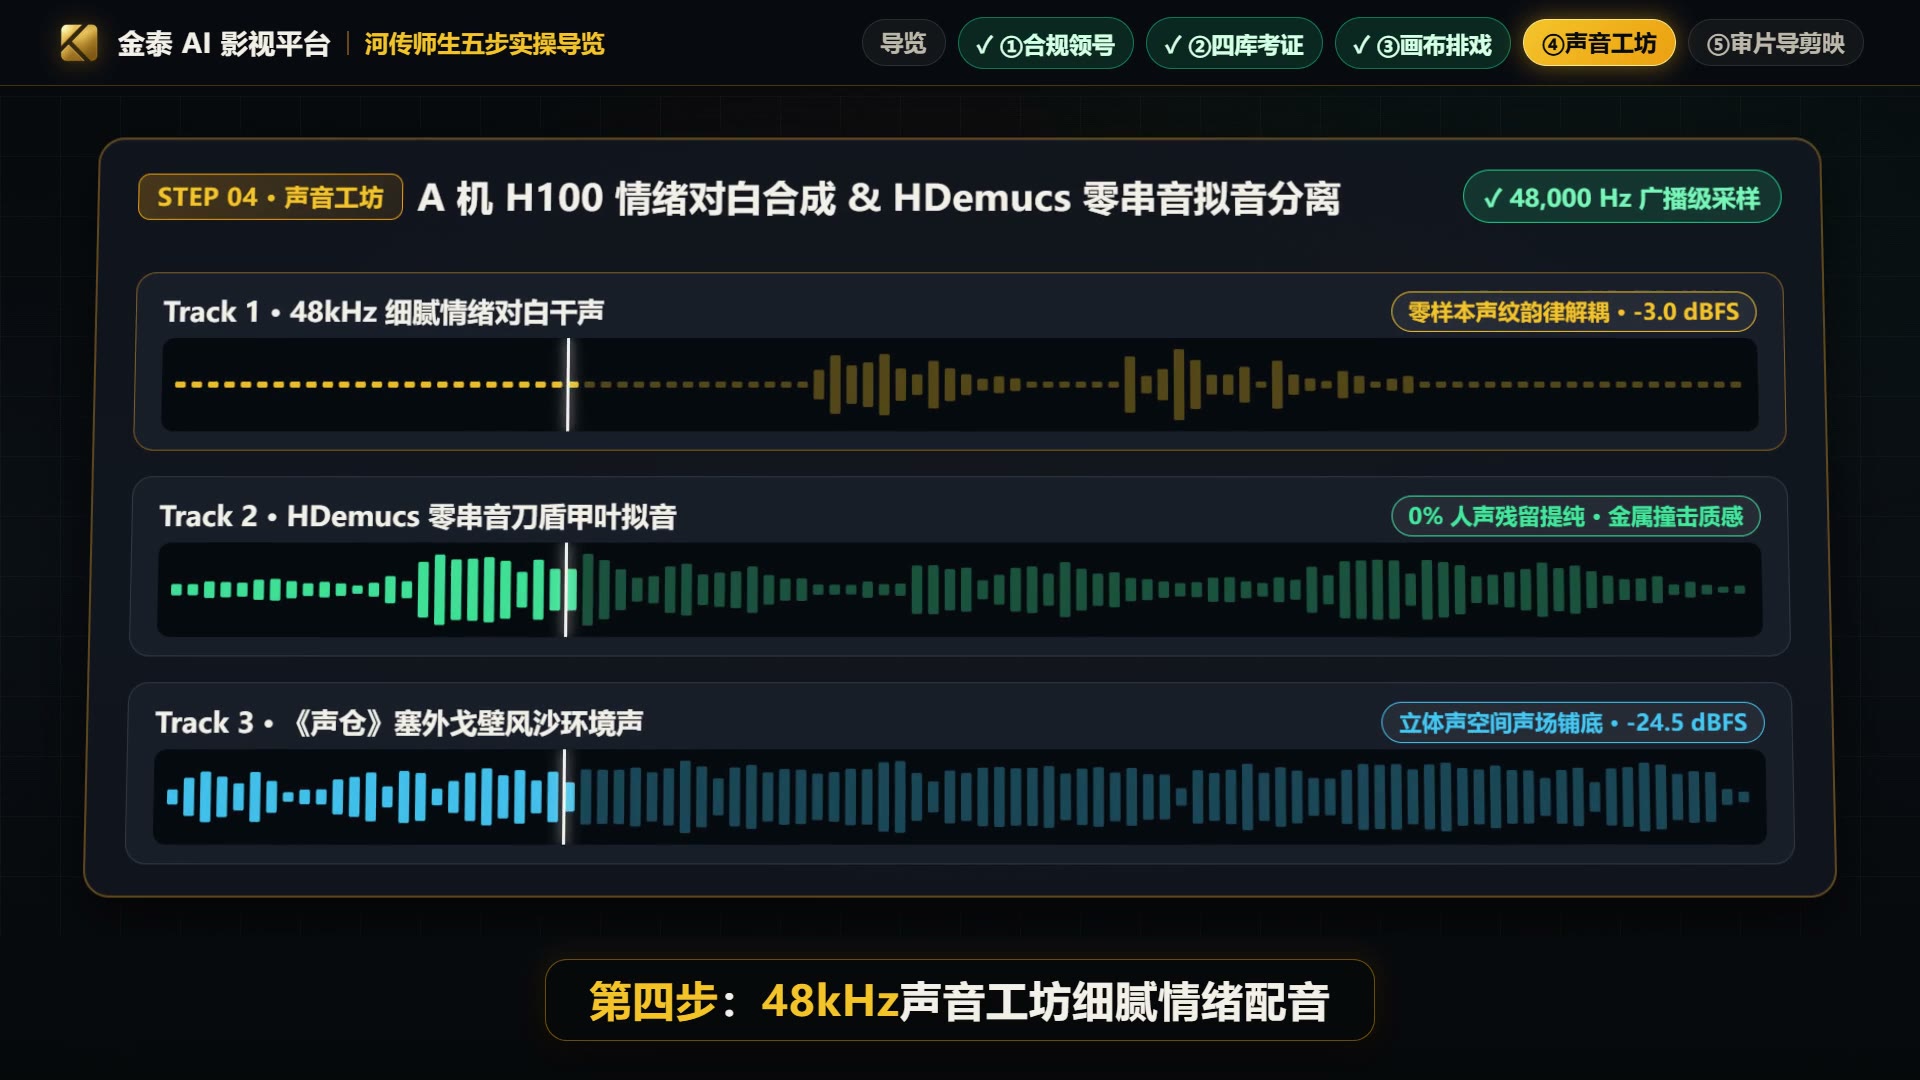 金泰 AI 影视平台 | 河传师生五步实操导览
导览
✓ ①合规领号
✓ ②四库考证
✓ ③画布排戏
④声音工坊
⑤审片导剪映
STEP 04 • 声音工坊
A 机 H100 情绪对白合成 & HDemucs 零串音拟音分离
✓ 48,000 Hz 广播级采样
Track 1 • 48kHz 细腻情绪对白干声
零样本声纹韵律解耦 • -3.0 dBFS
Track 2 • HDemucs 零串音刀盾甲叶拟音
0% 人声残留提纯 • 金属撞击质感
Track 3 • 《声仓》塞外戈壁风沙环境声
立体声空间声场铺底 • -24.5 dBFS
第四步：48kHz声音工坊细腻情绪配音